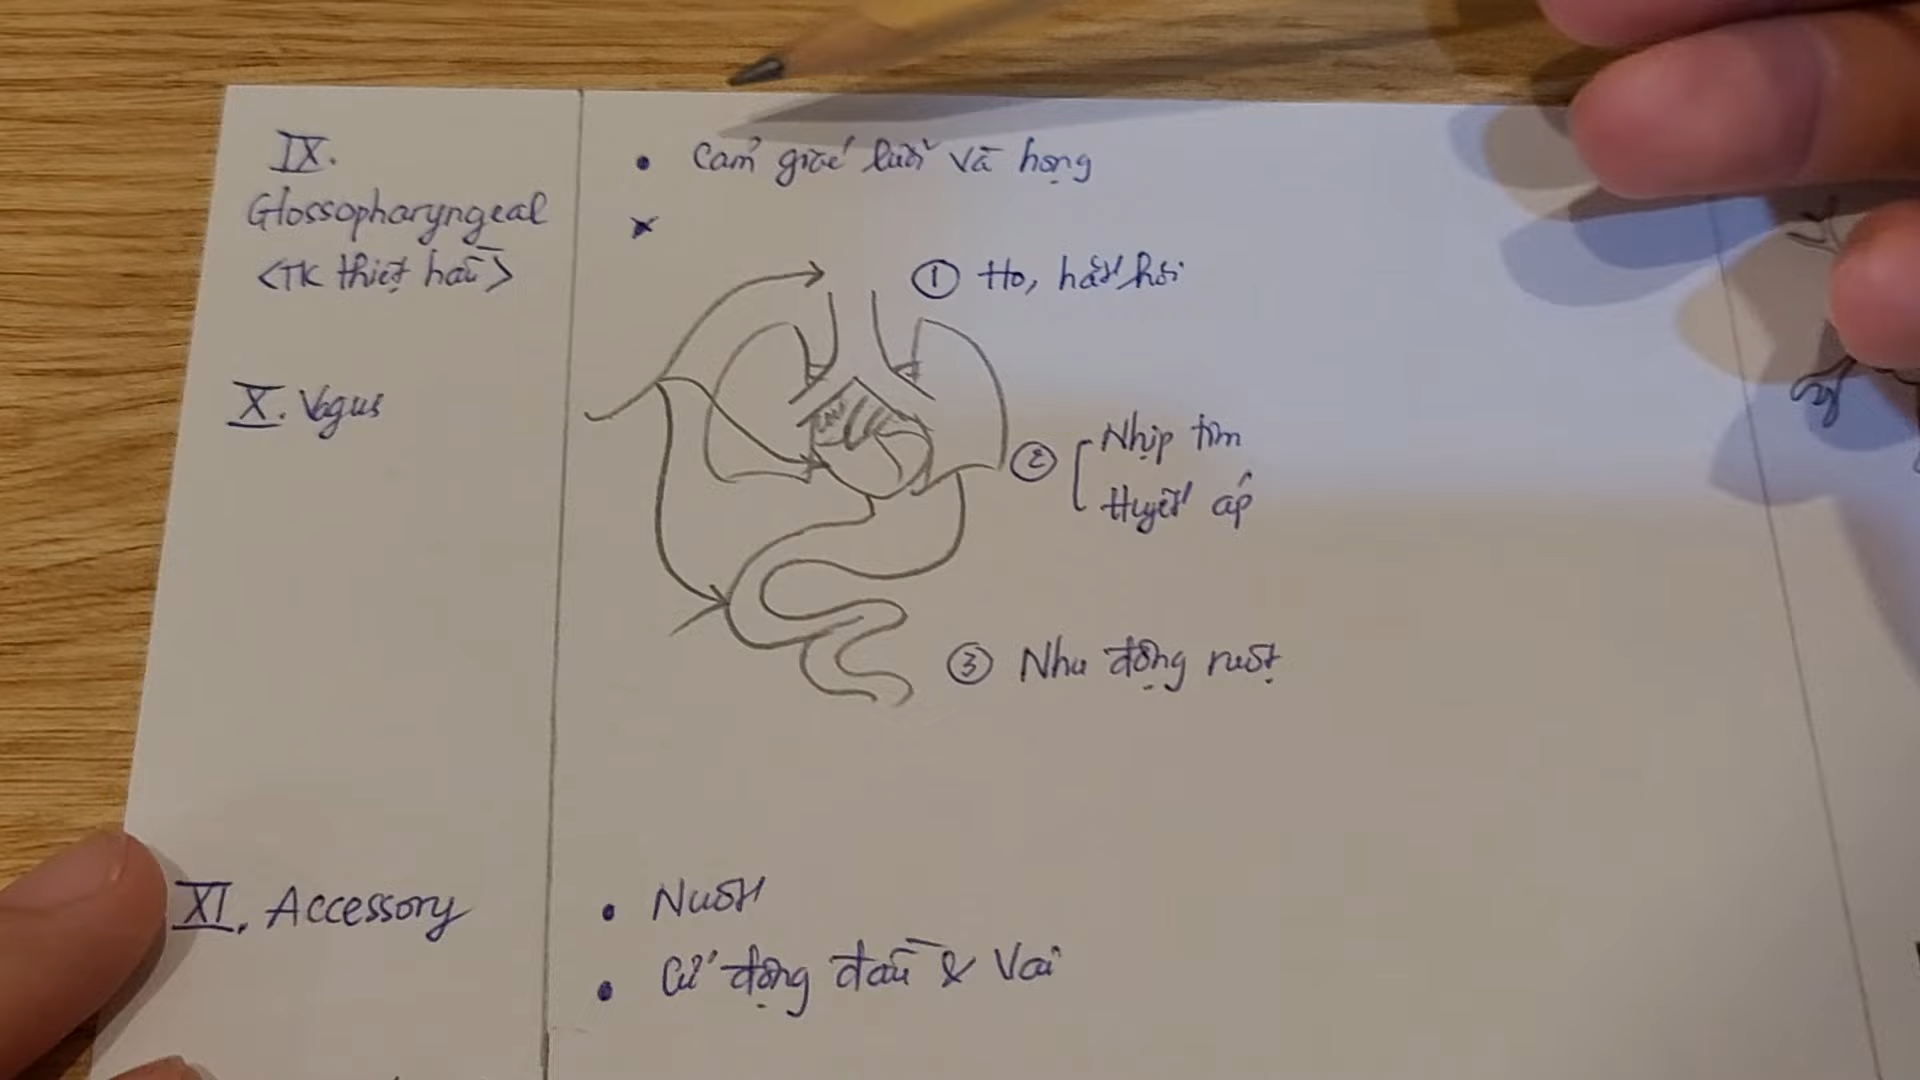 IX.
Glossopharyngeal
<TK thiệt hầu>
• Cảm giác lưỡi và họng
X. Vagus
① Ho, hắt hơi
② Nhịp tim
Huyết áp
③ Nhu động ruột
XI. Accessory
• Nuốt
• Cử động đầu & Vai